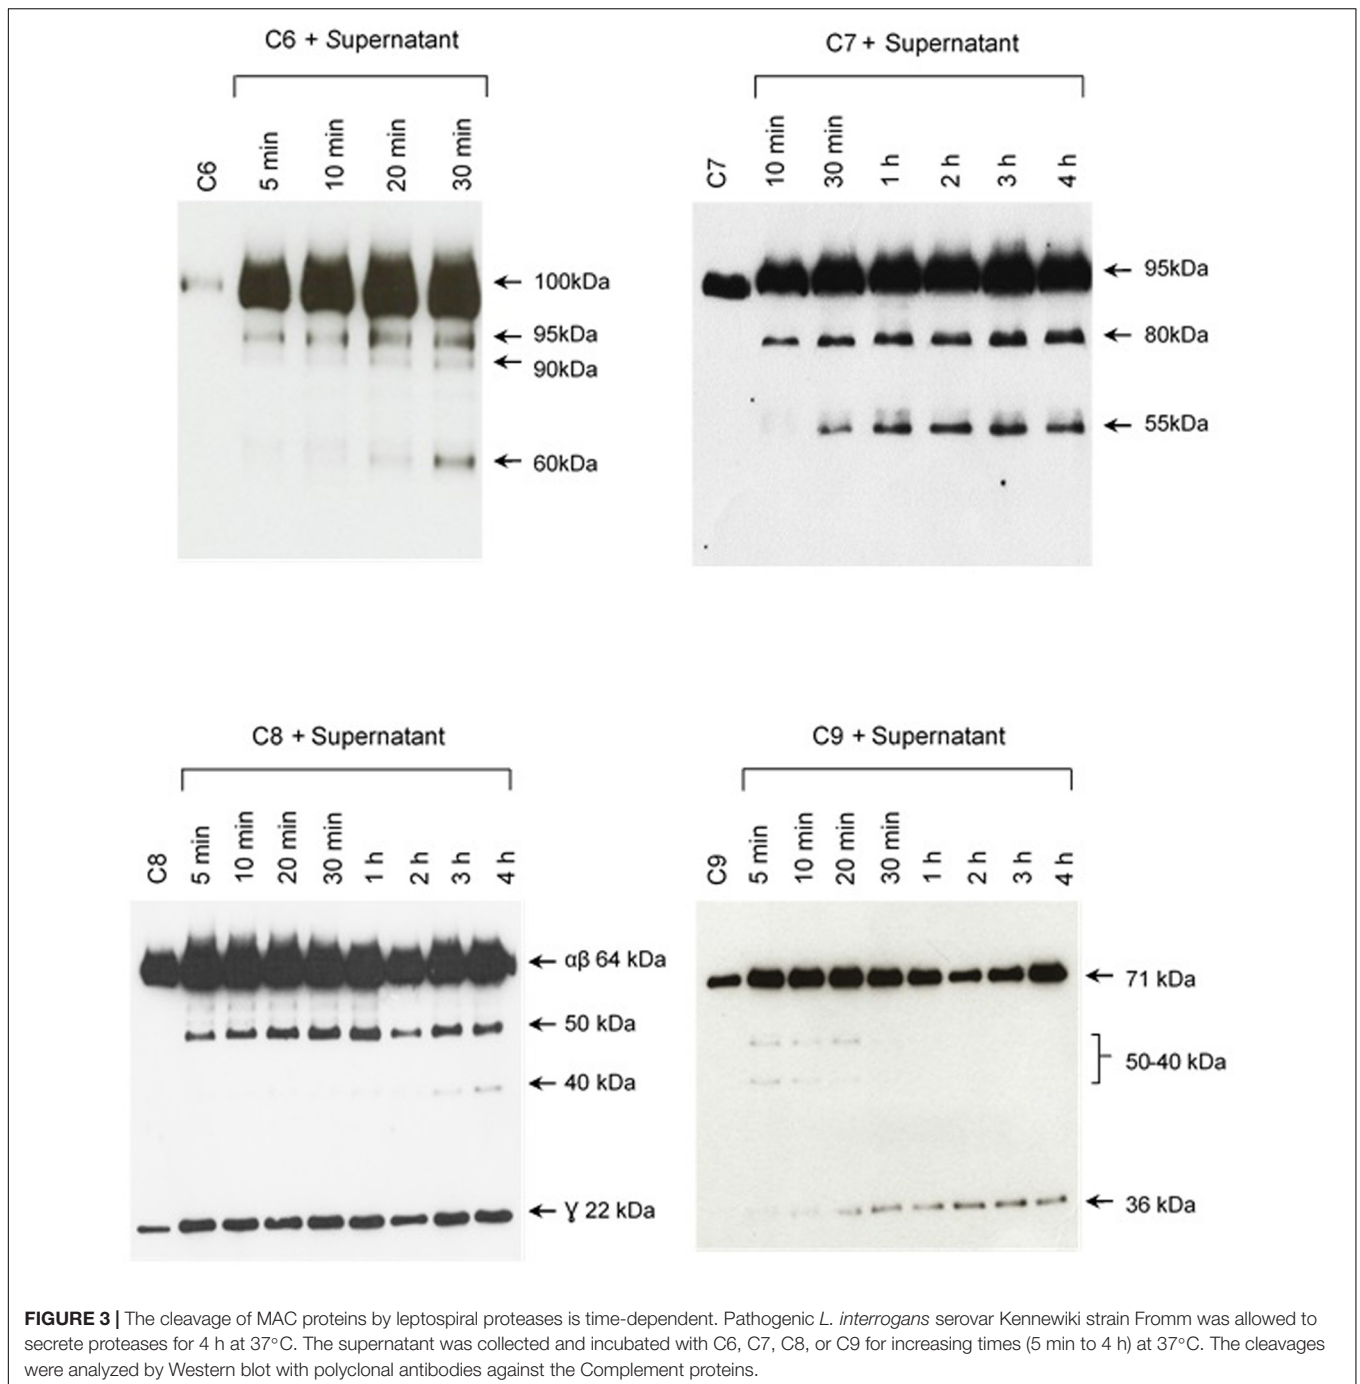 C6 + Supernatant
C6
5 min
10 min
20 min
30 min
100kDa
95kDa
90kDa
60kDa
C7 + Supernatant
C7
10 min
30 min
1 h
2 h
3 h
4 h
95kDa
80kDa
55kDa
C8 + Supernatant
C8
5 min
10 min
20 min
30 min
1 h
2 h
3 h
4 h
αβ 64 kDa
50 kDa
40 kDa
Ɣ 22 kDa
C9 + Supernatant
C9
5 min
10 min
20 min
30 min
1 h
2 h
3 h
4 h
71 kDa
50-40 kDa
36 kDa
FIGURE 3 | The cleavage of MAC proteins by leptospiral proteases is time-dependent. Pathogenic L. interrogans serovar Kennewiki strain Fromm was allowed to
secrete proteases for 4 h at 37°C. The supernatant was collected and incubated with C6, C7, C8, or C9 for increasing times (5 min to 4 h) at 37°C. The cleavages
were analyzed by Western blot with polyclonal antibodies against the Complement proteins.